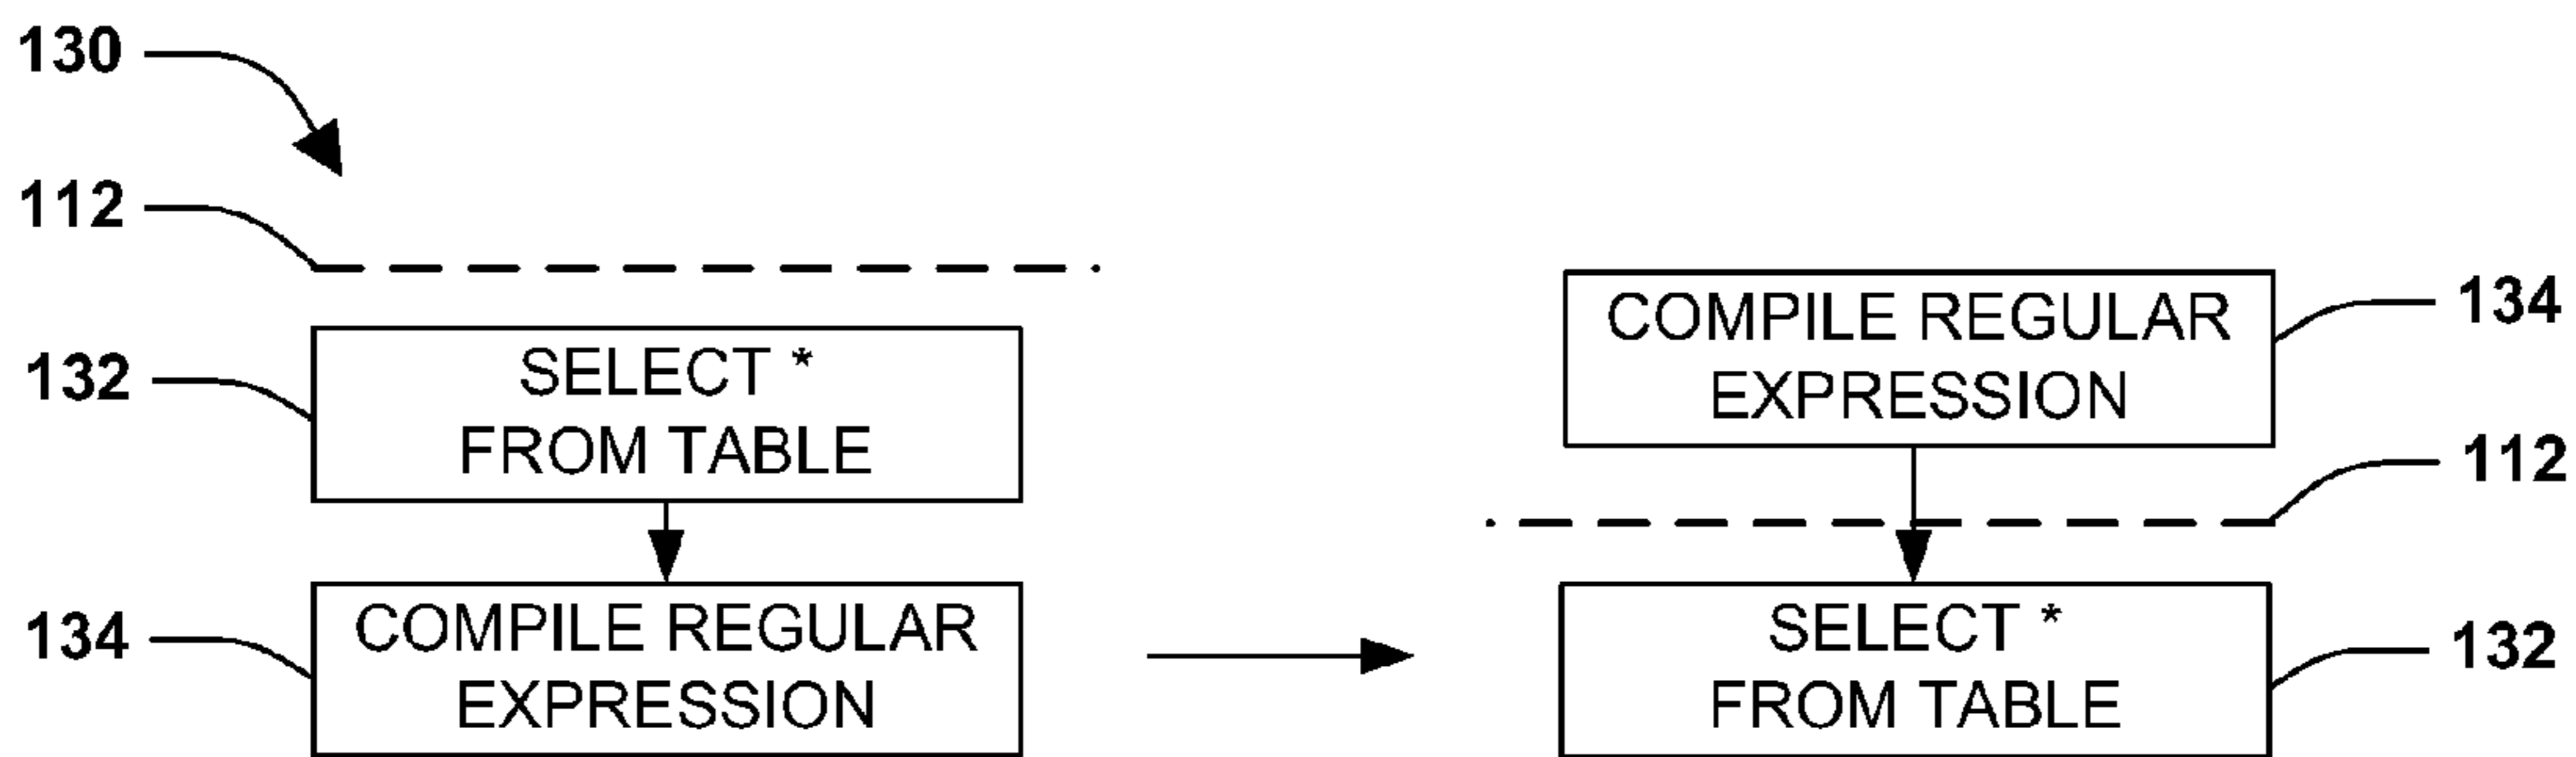 130
112
132
SELECT *
FROM TABLE
134
COMPILE REGULAR
EXPRESSION
COMPILE REGULAR
EXPRESSION
134
112
SELECT *
FROM TABLE
132